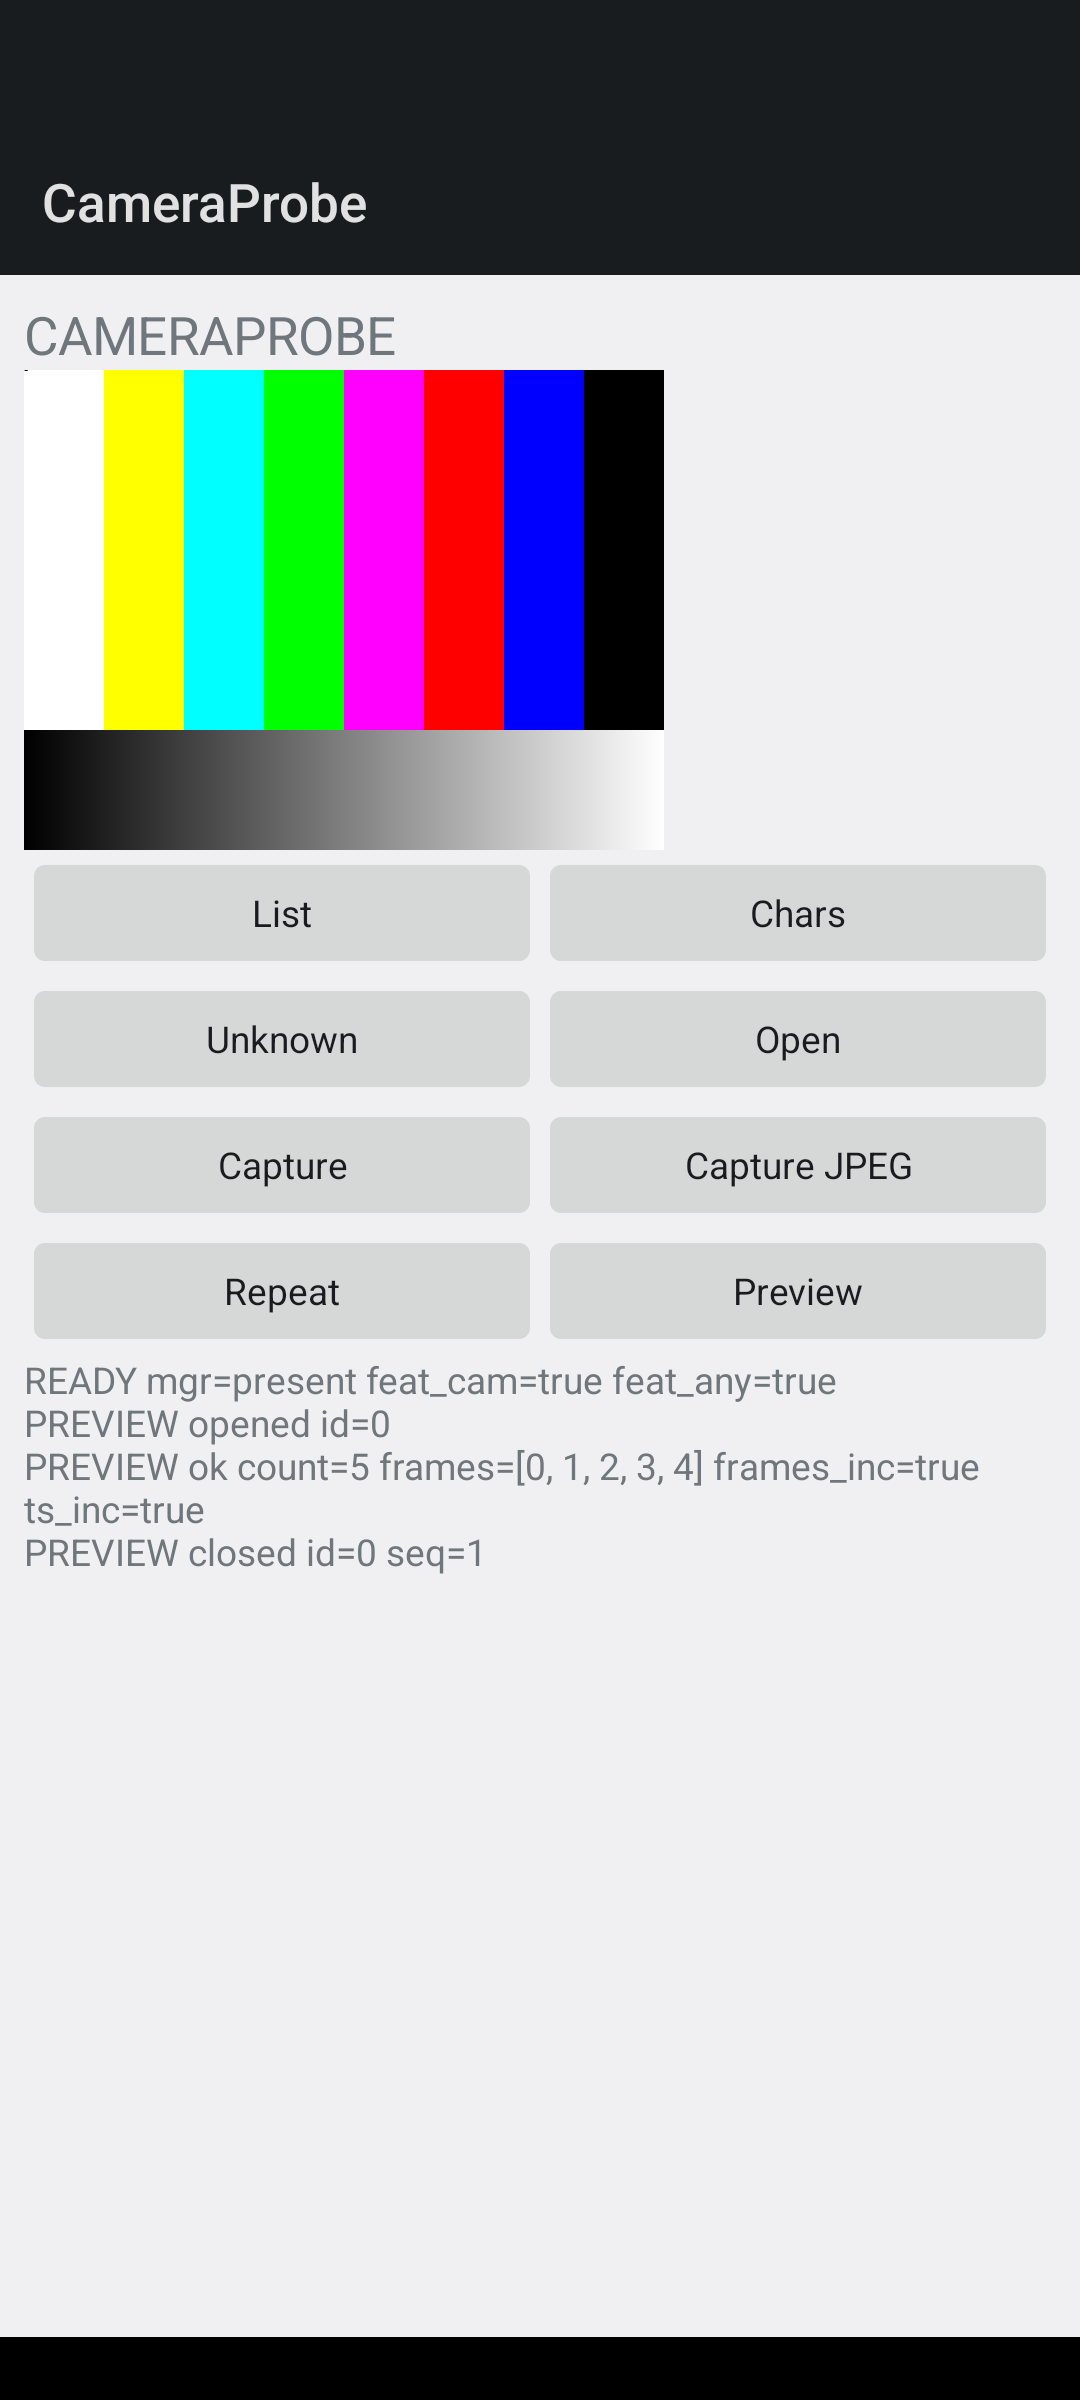 CameraProbe
CAMERAPROBE
List
Chars
Unknown
Open
Capture
Capture JPEG
Repeat
Preview
READY mgr=present feat_cam=true feat_any=true
PREVIEW opened id=0
PREVIEW ok count=5 frames=[0, 1, 2, 3, 4] frames_inc=true
ts_inc=true
PREVIEW closed id=0 seq=1